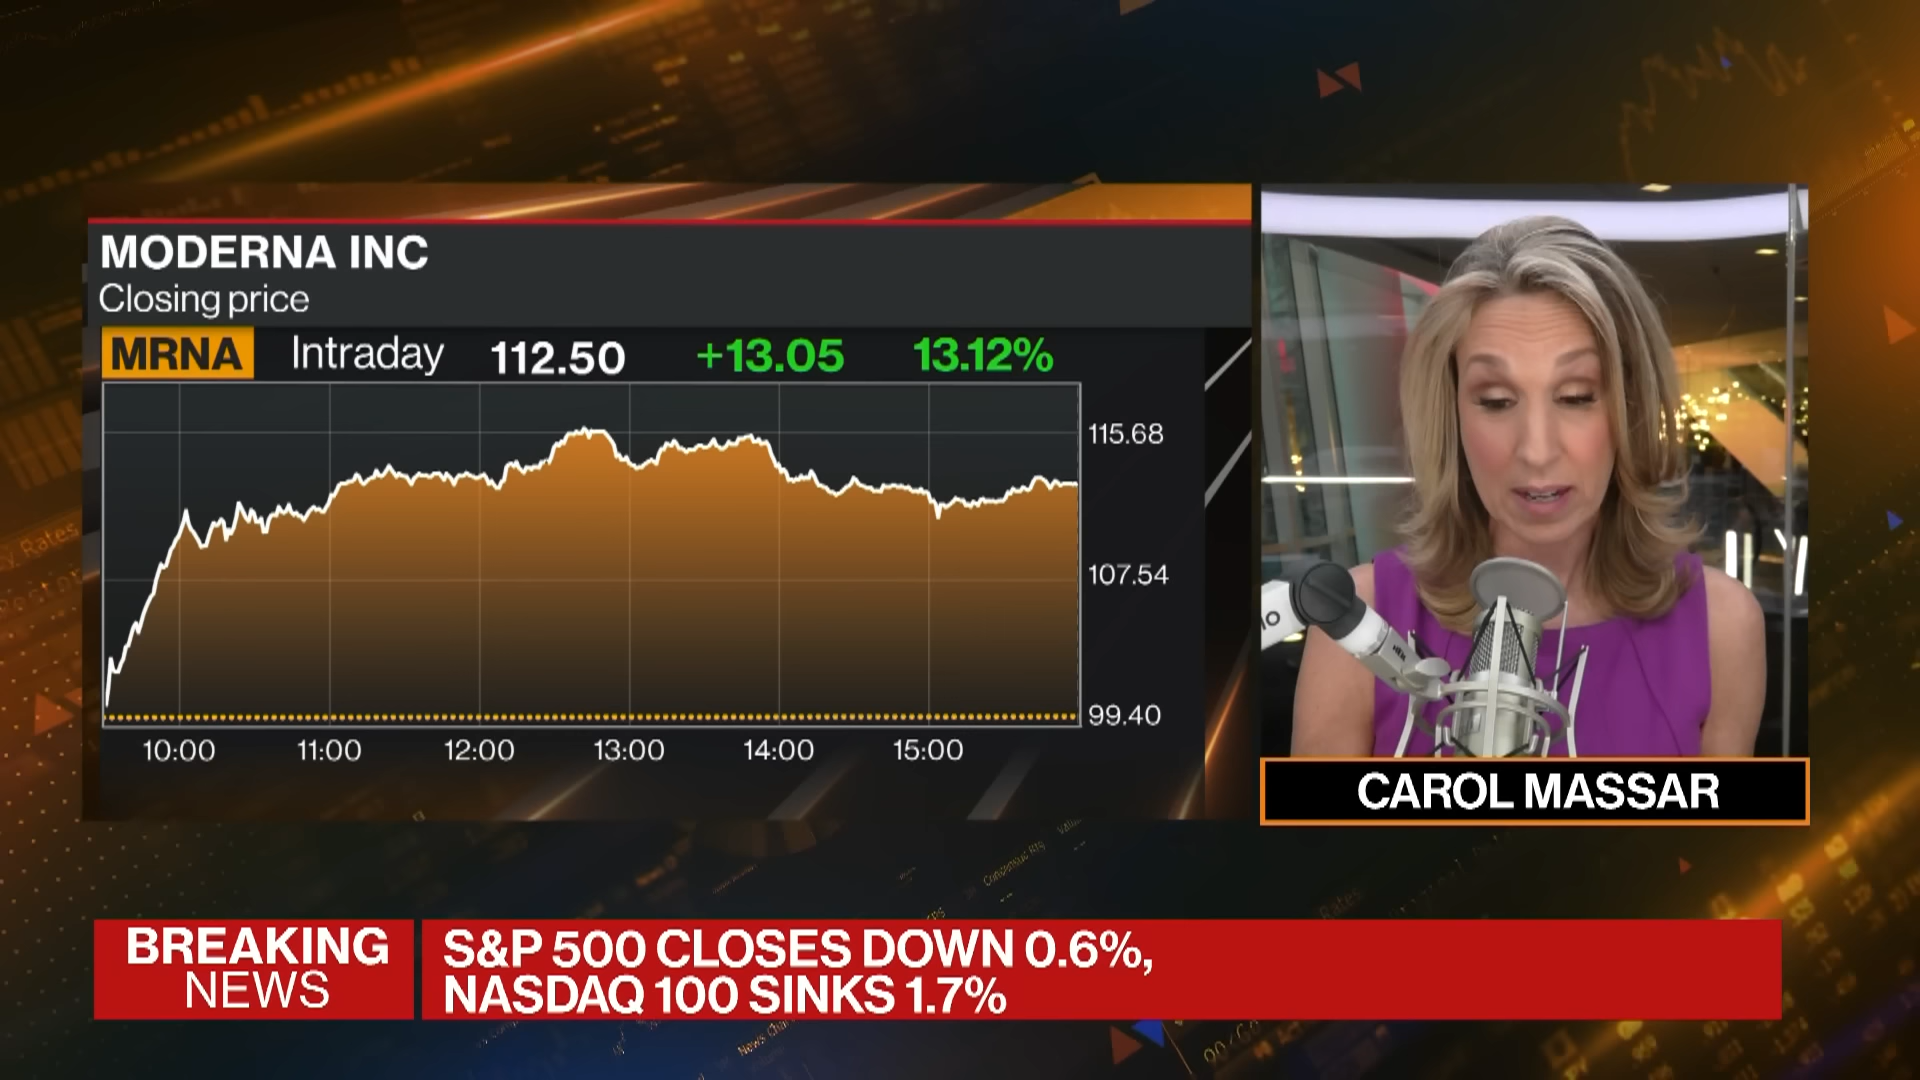 MODERNA INC
Closing price
MRNA Intraday 112.50 +13.05 13.12%
115.68
107.54
99.40
10:00 11:00 12:00 13:00 14:00 15:00
CAROL MASSAR
BREAKING
NEWS
S&P 500 CLOSES DOWN 0.6%,
NASDAQ 100 SINKS 1.7%